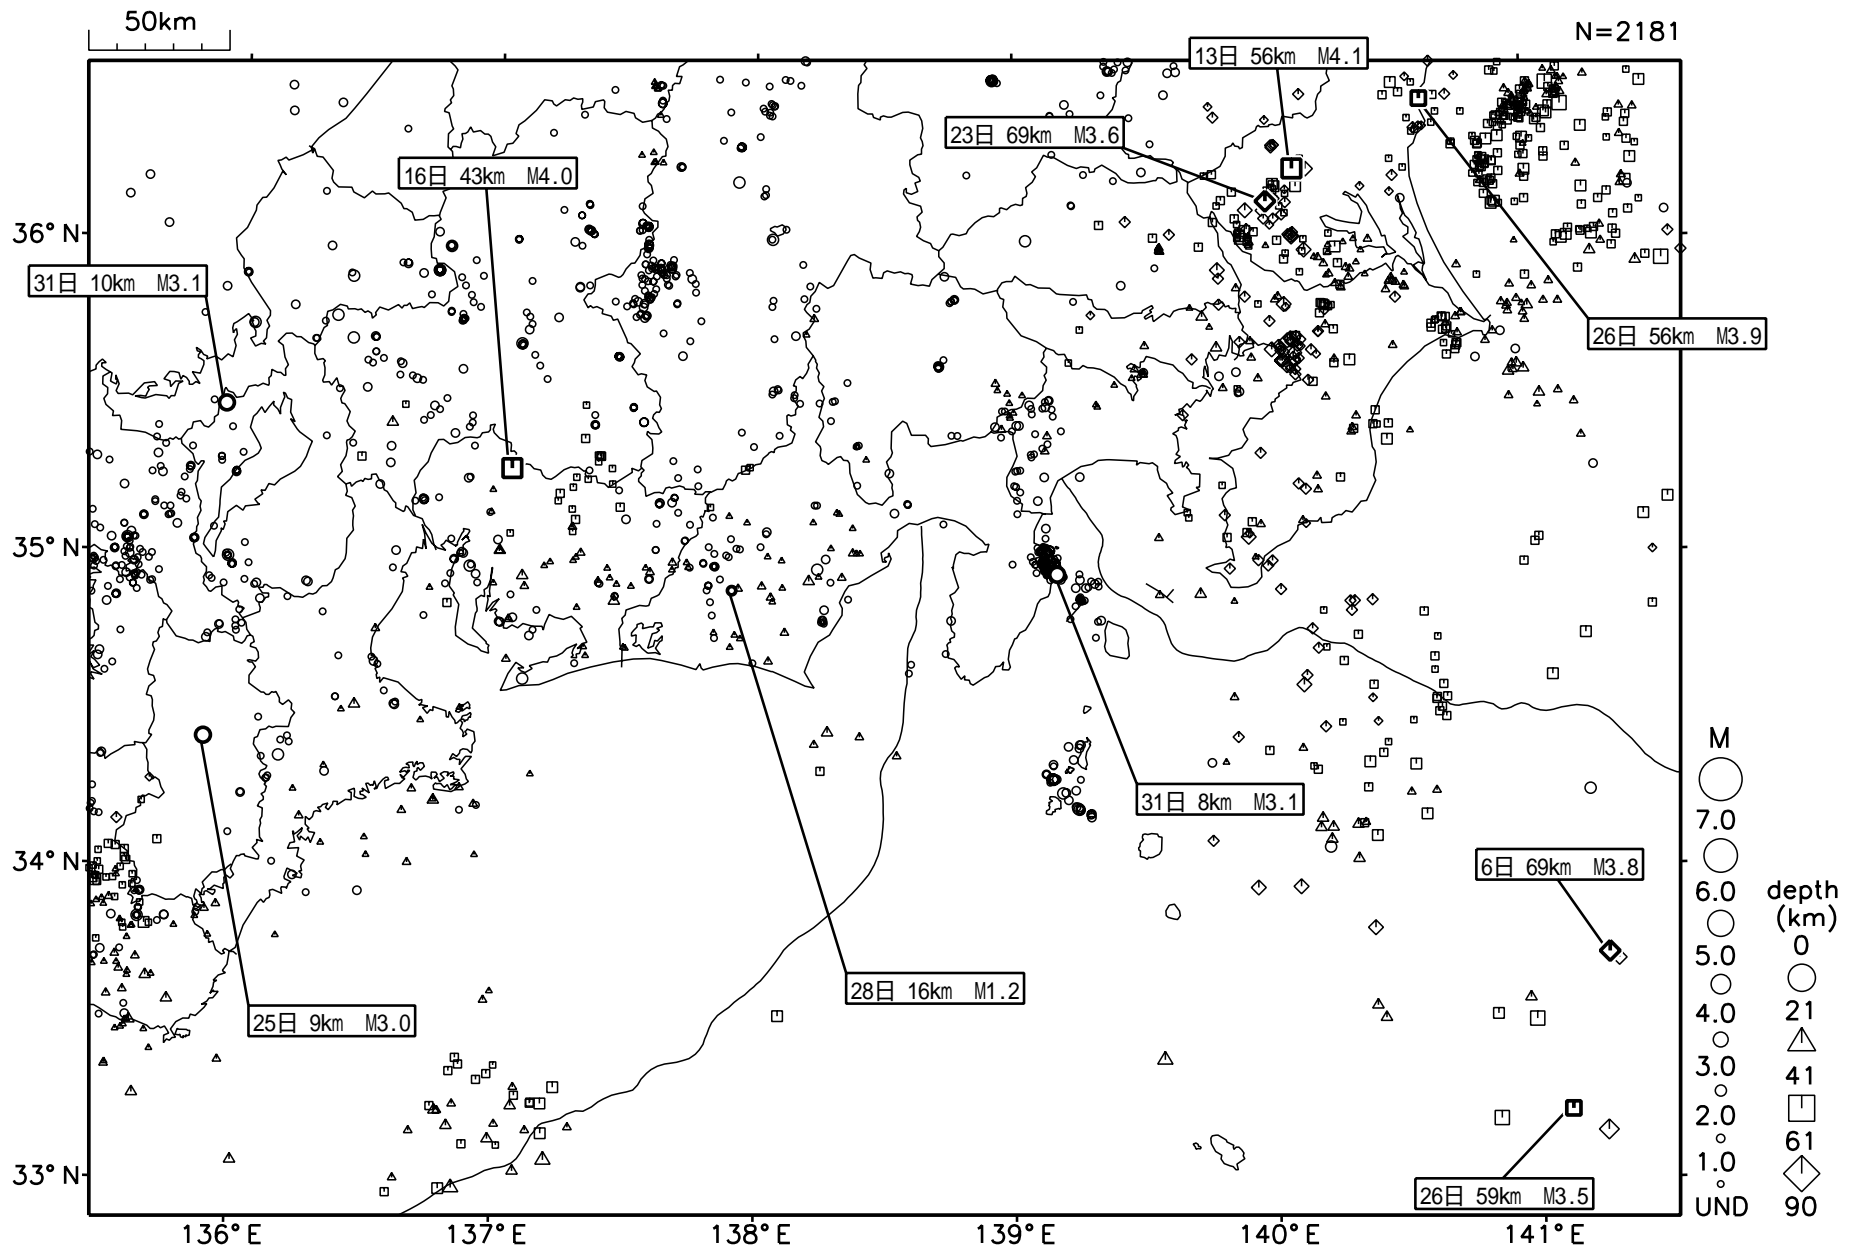 50km
N=2181
13日 56km M4.1
23日 69km M3.6
16日 43km M4.0
36°N
31日 10km M3.1
26日 56km M3.9
35°N
M
7.0
31日 8km M3.1
34°N
6日 69km M3.8
6.0
depth
(km)
0
5.0
28日 16km M1.2
25日 9km M3.0
4.0
21
3.0
41
2.0
61
1.0
33°N
26日 59km M3.5
UND
90
136°E
137°E
138°E
139°E
140°E
141°E